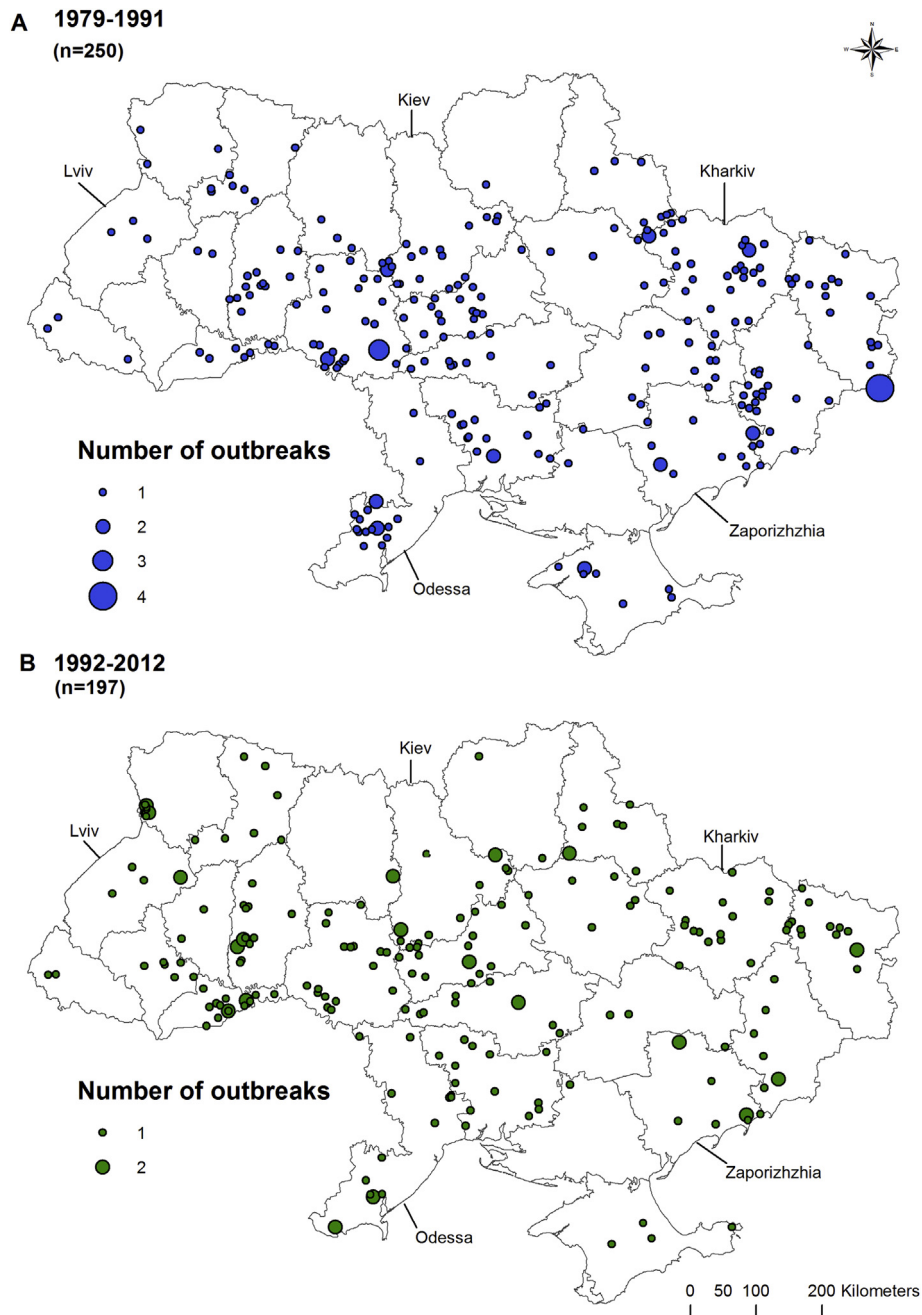 A 1979-1991
(n=250)
N
W E
S
Kiev
Lviv
Kharkiv
Number of outbreaks
1
2
3
4
Zaporizhzhia
Odessa
B 1992-2012
(n=197)
Kiev
Lviv
Kharkiv
Number of outbreaks
1
2
Zaporizhzhia
Odessa
0 50 100 200 Kilometers